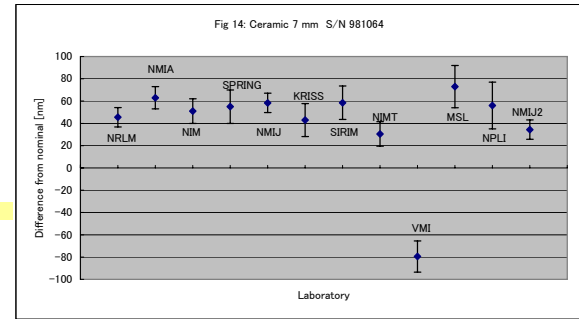 Fig 14: Ceramic 7 mm S/N 981064
Difference from nominal [nm]
100
80
60
40
20
0
-20
-40
-60
-80
-100
NRLM
NMIA
NIM
SPRING
NMIJ
KRISS
SIRIM
NIMT
VMI
MSL
NPLI
NMIJ2
Laboratory